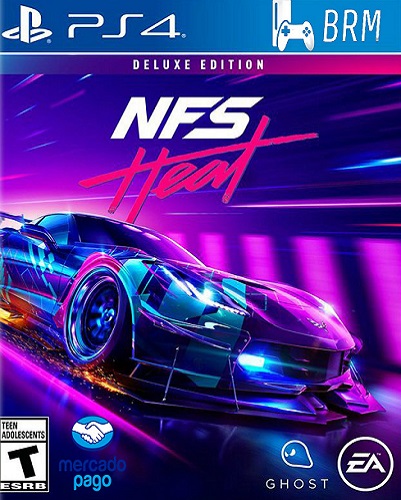 PS4
BRM
DELUXE EDITION
NFS
Heat
TEEN
ADOLESCENTS
T
ESRB
mercado
pago
GHOST
EA